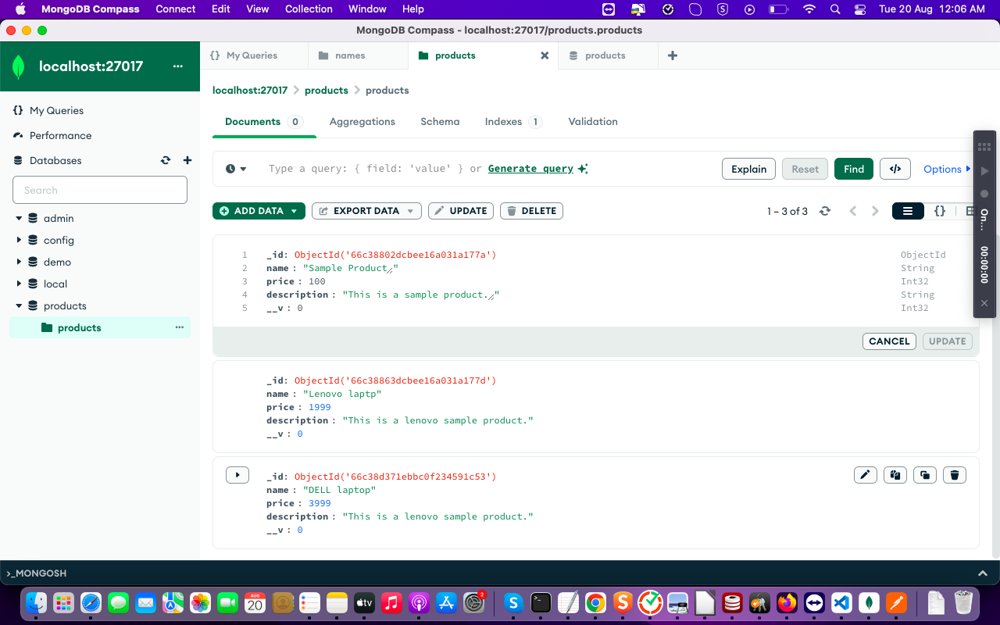 MongoDB Compass Connect Edit View Collection Window Help Tue 20 Aug 12:06 AM
MongoDB Compass - localhost:27017/products.products
localhost:27017 ...
{} My Queries names products products
My Queries
Performance
Databases
Search
admin
config
demo
local
products
products ...
localhost:27017 > products > products
Documents 0 Aggregations Schema Indexes 1 Validation
Type a query: { field: 'value' } or Generate query Explain Reset Find </> Options
ADD DATA EXPORT DATA UPDATE DELETE 1 – 3 of 3 {}
1 _id: ObjectId('66c38802dcbee16a031a177a') ObjectId
2 name : "Sample Product," String
3 price : 100 Int32
4 description : "This is a sample product.," String
5 __v : 0 Int32
CANCEL UPDATE
_id: ObjectId('66c38863dcbee16a031a177d')
name : "Lenovo laptp"
price : 1999
description : "This is a lenovo sample product."
__v : 0
_id: ObjectId('66c38d371ebbc0f234591c53')
name : "DELL laptop"
price : 3999
description : "This is a lenovo sample product."
__v : 0
On...
00:00:00
>_MONGOSH
AUG
20
tv
2